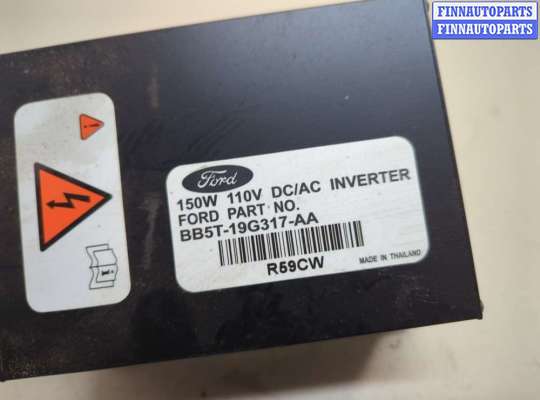 FINNAUTOPARTS
FINNAUTOPARTS
Ford
150W 110V DC/AC INVERTER
FORD PART NO.
BB5T-19G317-AA
R59CW
MADE IN THAILAND